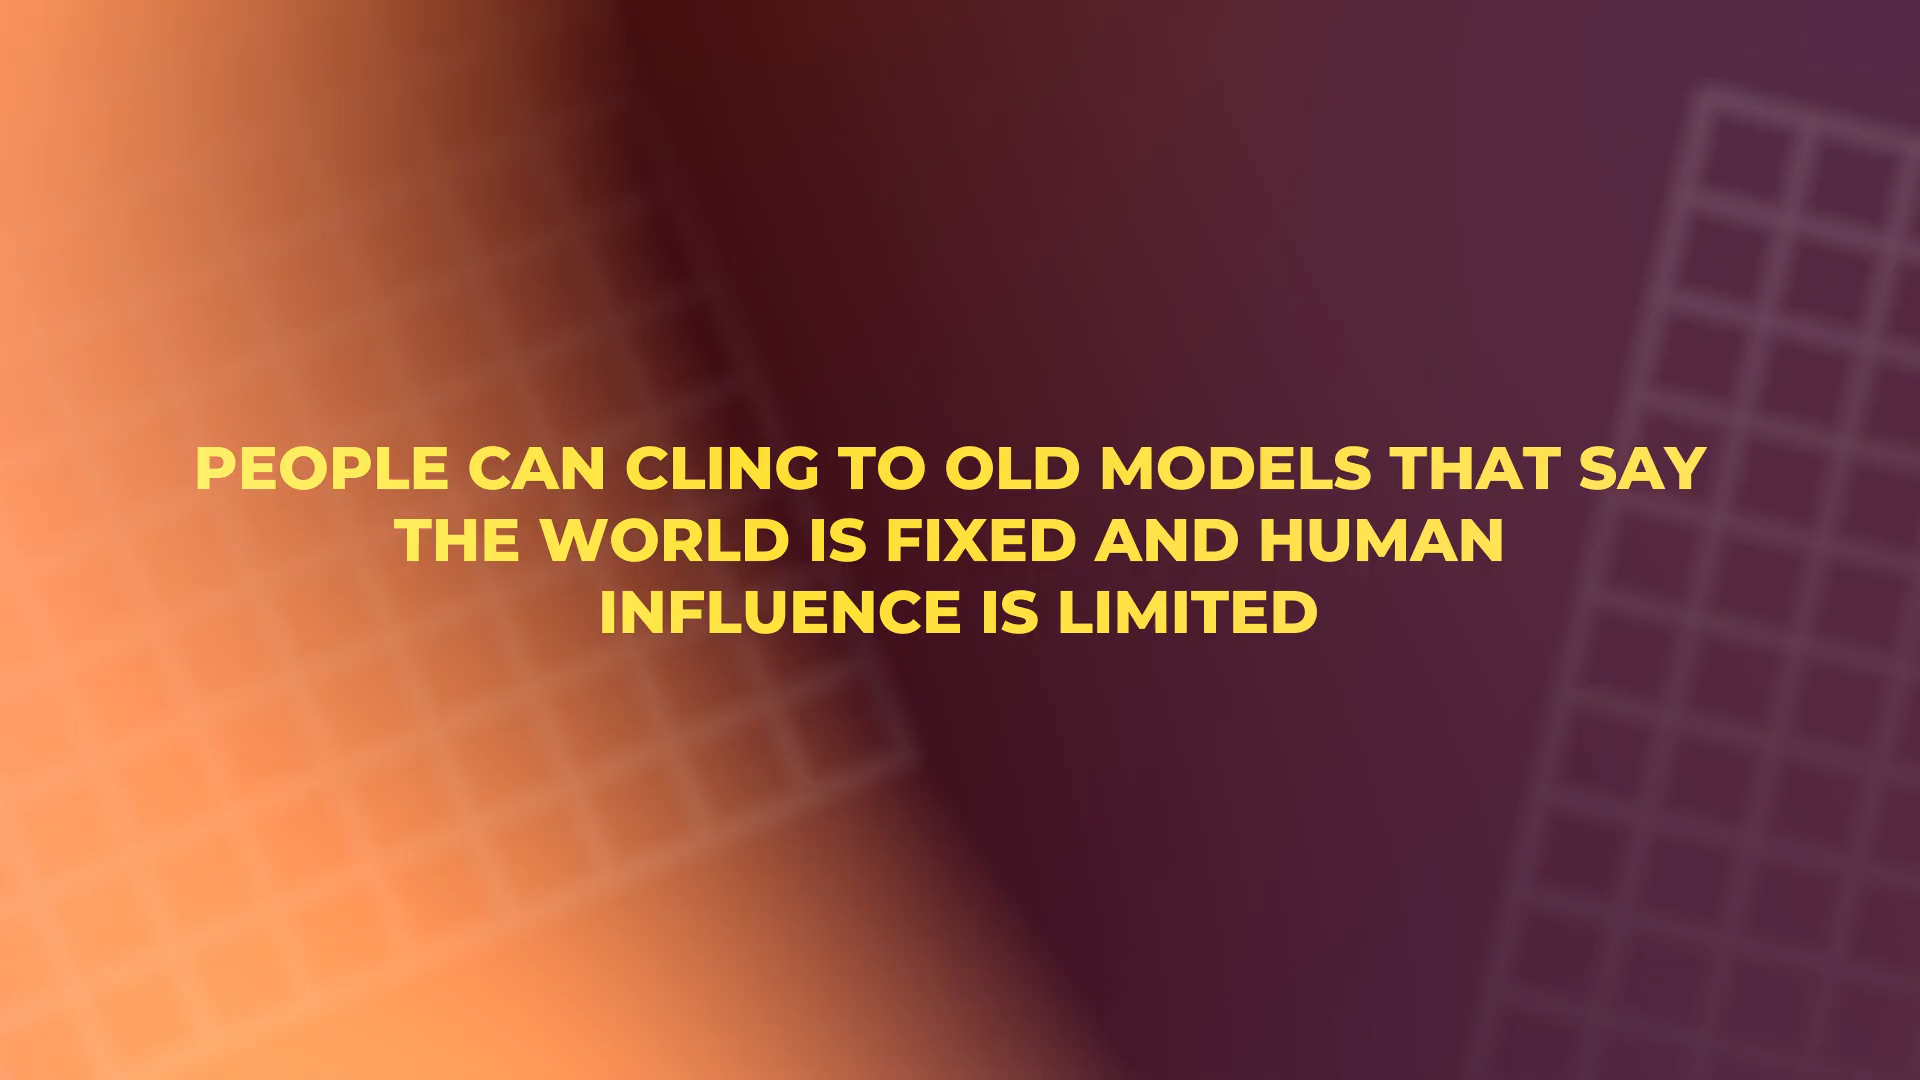 PEOPLE CAN CLING TO OLD MODELS THAT SAY
THE WORLD IS FIXED AND HUMAN
INFLUENCE IS LIMITED